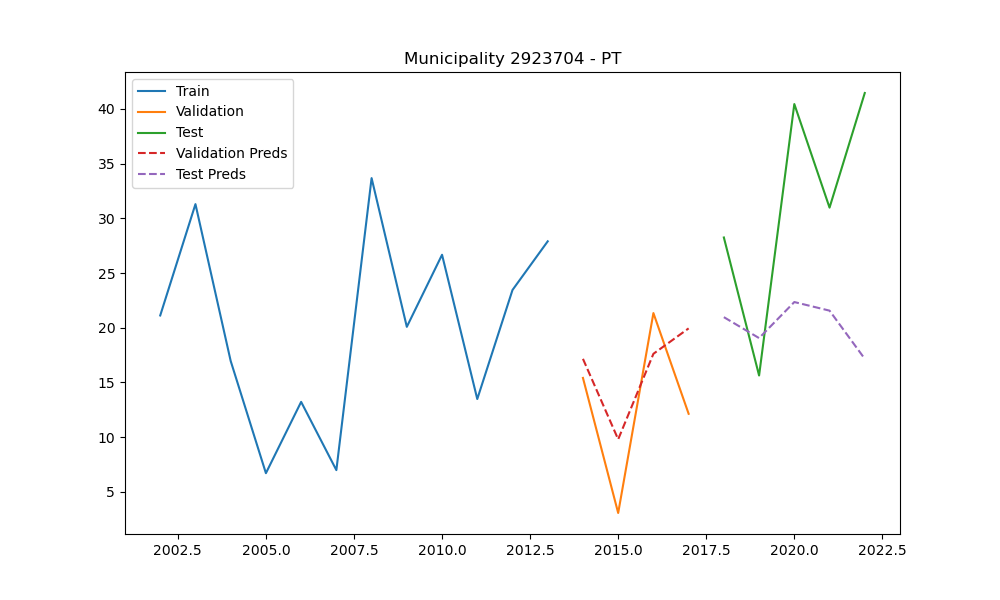 Municipality 2923704 - PT
Train
Validation
Test
Validation Preds
Test Preds
40
35
30
25
20
15
10
5
2002.5 2005.0 2007.5 2010.0 2012.5 2015.0 2017.5 2020.0 2022.5